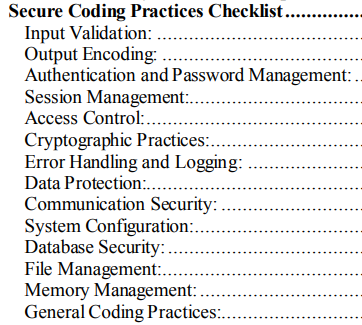 Secure Coding Practices Checklist................
Input Validation: ......................................
Output Encoding: ....................................
Authentication and Password Management: ..
Session Management:...............................
Access Control:........................................
Cryptographic Practices:...........................
Error Handling and Logging: .....................
Data Protection:........................................
Communication Security: ..........................
System Configuration:...............................
Database Security: ...................................
File Management:.....................................
Memory Management: ..............................
General Coding Practices:.........................